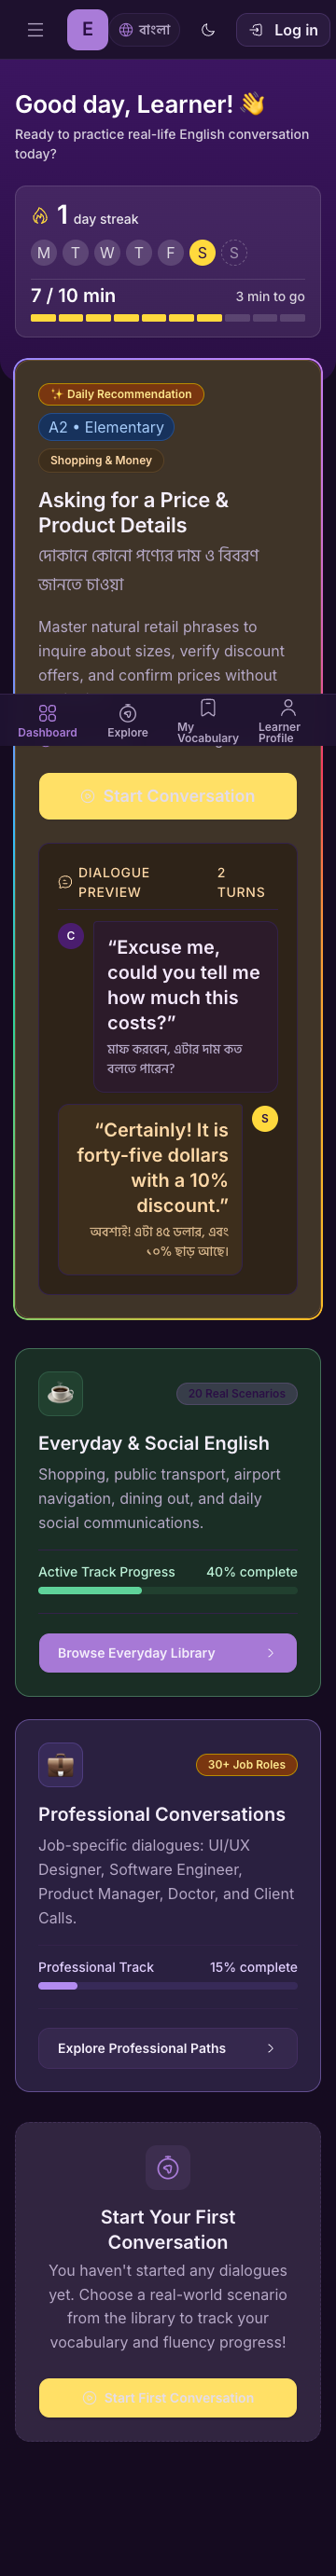 E
বাংলা
Log in
Good day, Learner! 👋
Ready to practice real-life English conversation
today?
1 day streak
M T W T F S S
7 / 10 min
3 min to go
✨ Daily Recommendation
A2 • Elementary
Shopping & Money
Asking for a Price &
Product Details
দোকানে কোনো পণ্যের দাম ও বিবরণ
জানতে চাওয়া
Master natural retail phrases to
inquire about sizes, verify discount
offers, and confirm prices without
Dashboard
Explore
My
Vocabulary
Learner
Profile
Start Conversation
DIALOGUE
PREVIEW
2
TURNS
C
“Excuse me,
could you tell me
how much this
costs?”
মাফ করবেন, এটার দাম কত
বলতে পারেন?
S
“Certainly! It is
forty-five dollars
with a 10%
discount.”
অবশ্যই! এটা ৪৫ ডলার, এবং
১০% ছাড় আছে।
20 Real Scenarios
Everyday & Social English
Shopping, public transport, airport
navigation, dining out, and daily
social communications.
Active Track Progress
40% complete
Browse Everyday Library
30+ Job Roles
Professional Conversations
Job-specific dialogues: UI/UX
Designer, Software Engineer,
Product Manager, Doctor, and Client
Calls.
Professional Track
15% complete
Explore Professional Paths
Start Your First
Conversation
You haven't started any dialogues
yet. Choose a real-world scenario
from the library to track your
vocabulary and fluency progress!
Start First Conversation